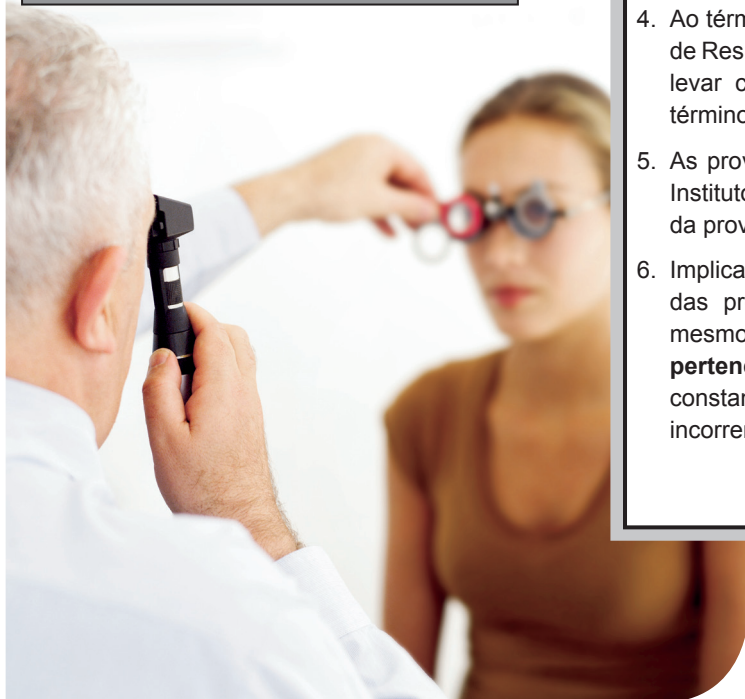 4. Ao térm
de Res
levar c
término
5. As prov
Instituto
da prov
6. Implica
das pr
mesmo
pertenc
constar
incorrer